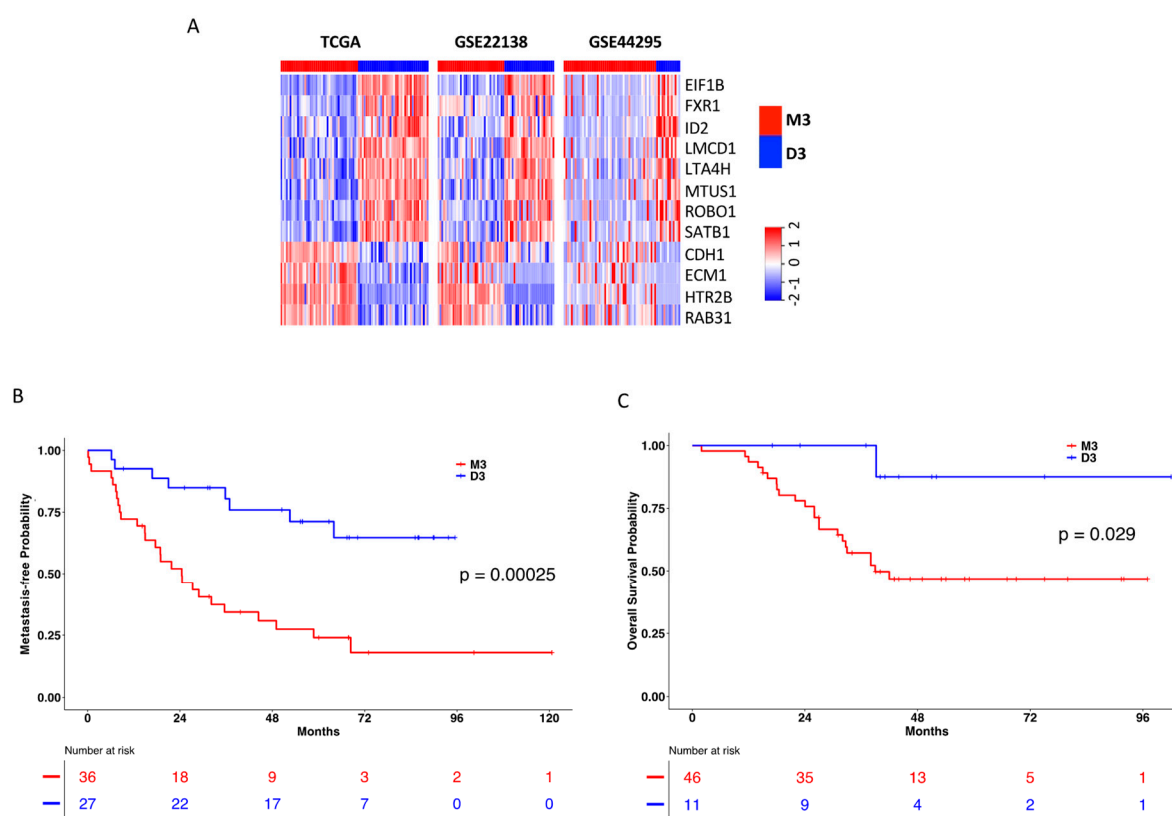 A
TCGA GSE22138 GSE44295
EIF1B
FXR1
ID2
LMCD1
LTA4H
MTUS1
ROBO1
SATB1
CDH1
ECM1
HTR2B
RAB31
M3
D3
-2 -1 0 1 2
B
Metastasis-free Probability
1.00
0.75
0.50
0.25
0.00
M3
D3
p = 0.00025
0 24 48 72 96 120
Months
Number at risk
36 18 9 3 2 1
27 22 17 7 0 0
C
Overall Survival Probability
1.00
0.75
0.50
0.25
0.00
M3
D3
p = 0.029
0 24 48 72 96
Months
Number at risk
46 35 13 5 1
11 9 4 2 1